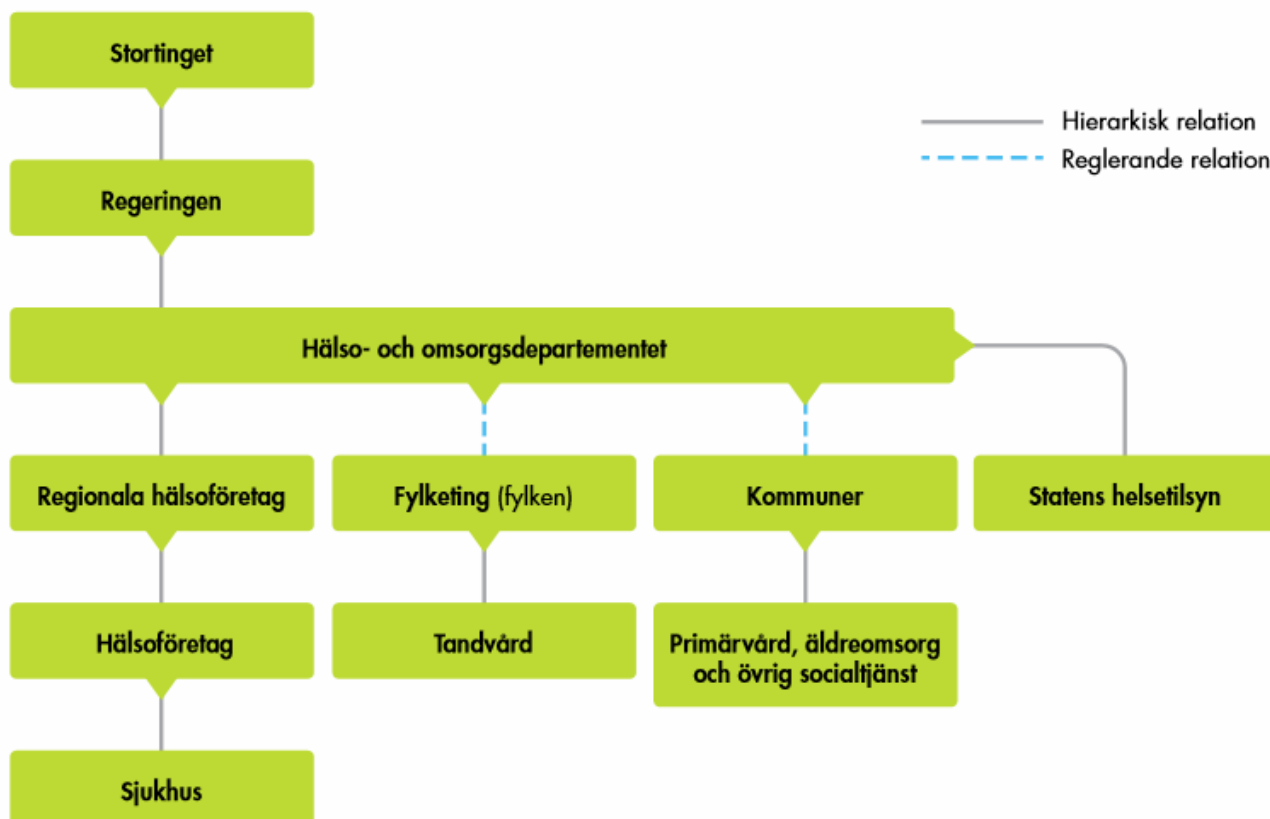 Stortinget
Hierarkisk relation
Reglerande relation
Regeringen
Hälso- och omsorgsdepartementet
Regionala hälsoföretag
Fylketing (fylken)
Kommuner
Statens helsetilsyn
Hälsoföretag
Tandvård
Primärvård, äldreomsorg
och övrig socialtjänst
Sjukhus